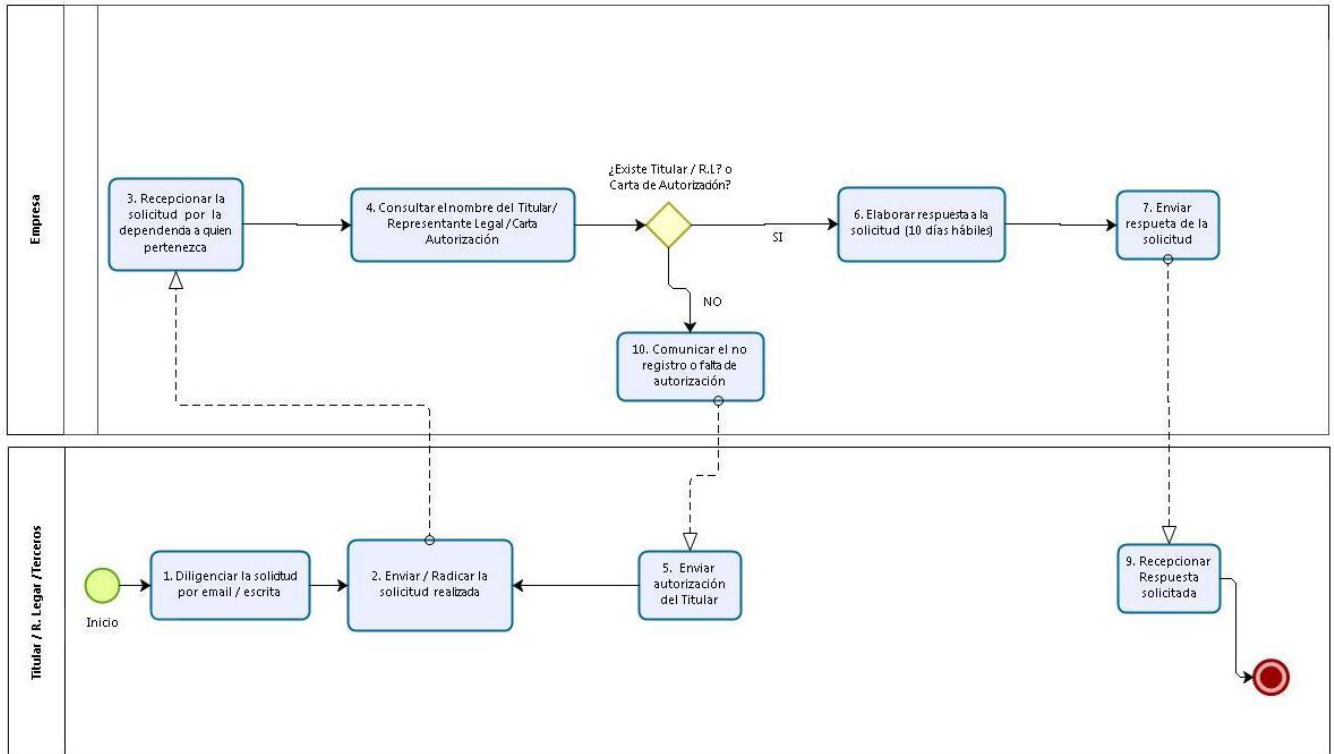 Empresa
3. Recepcionar la
solicitud por la
dependencia a quien
pertenezca
4. Consultar el nombre del Titular/
Representante Legal /Carta
Autorización
¿Existe Titular / R.L? o
Carta de Autorización?
SI
NO
6. Elaborar respuesta a la
solicitud (10 días hábiles)
7. Enviar
respueta de la
solicitud
10. Comunicar el no
registro o falta de
autorización
Titular / R. Legar /Terceros
Inicio
1. Diligenciar la solicitud
por email / escrita
2. Enviar / Radicar la
solicitud realizada
5. Enviar
autorización
del Titular
9. Recepcionar
Respuesta
solicitada